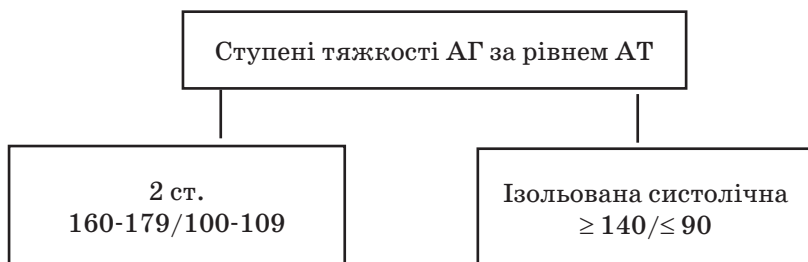 Ступені тяжкості АГ за рівнем АТ
2 ст.
160-179/100-109
Ізольована систолічна
≥ 140/≤ 90